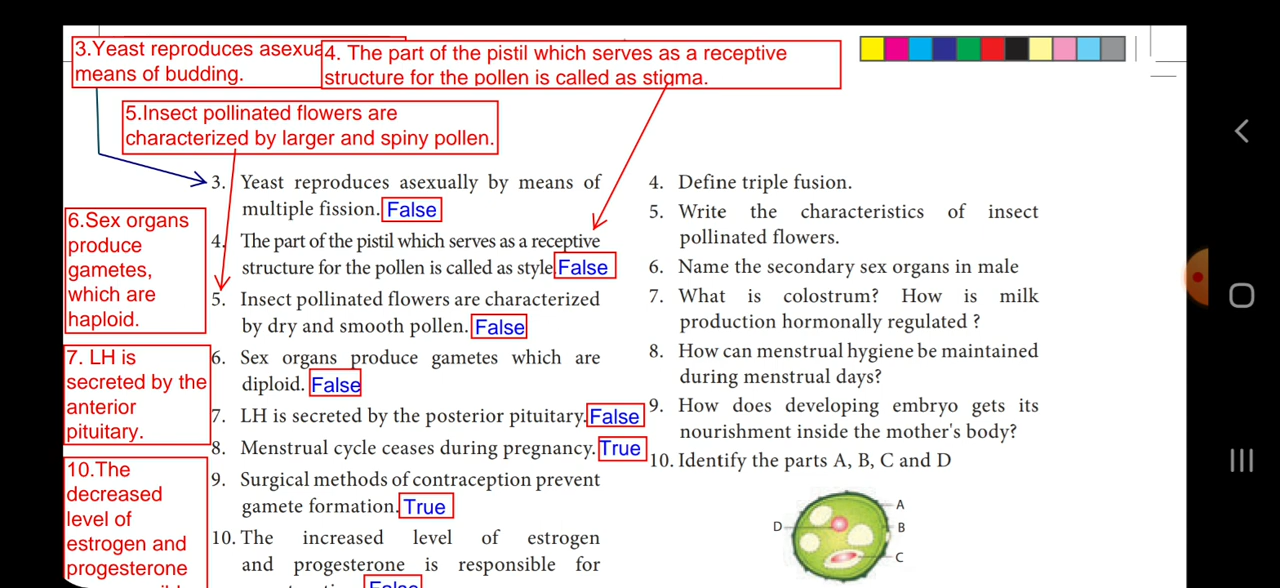 3.Yeast reproduces asexua
means of budding.
4. The part of the pistil which serves as a receptive
structure for the pollen is called as stigma.
5.Insect pollinated flowers are
characterized by larger and spiny pollen.
3. Yeast reproduces asexually by means of
multiple fission. False
4. The part of the pistil which serves as a receptive
structure for the pollen is called as style. False
5. Insect pollinated flowers are characterized
by dry and smooth pollen. False
6. Sex organs produce gametes which are
diploid. False
7. LH is secreted by the posterior pituitary. False
8. Menstrual cycle ceases during pregnancy. True
9. Surgical methods of contraception prevent
gamete formation. True
10. The increased level of estrogen
and progesterone is responsible for
False
6.Sex organs
produce
gametes,
which are
haploid.
7. LH is
secreted by the
anterior
pituitary.
10.The
decreased
level of
estrogen and
progesterone
4. Define triple fusion.
5. Write the characteristics of insect
pollinated flowers.
6. Name the secondary sex organs in male
7. What is colostrum? How is milk
production hormonally regulated ?
8. How can menstrual hygiene be maintained
during menstrual days?
9. How does developing embryo gets its
nourishment inside the mother's body?
10. Identify the parts A, B, C and D
A
D
B
C